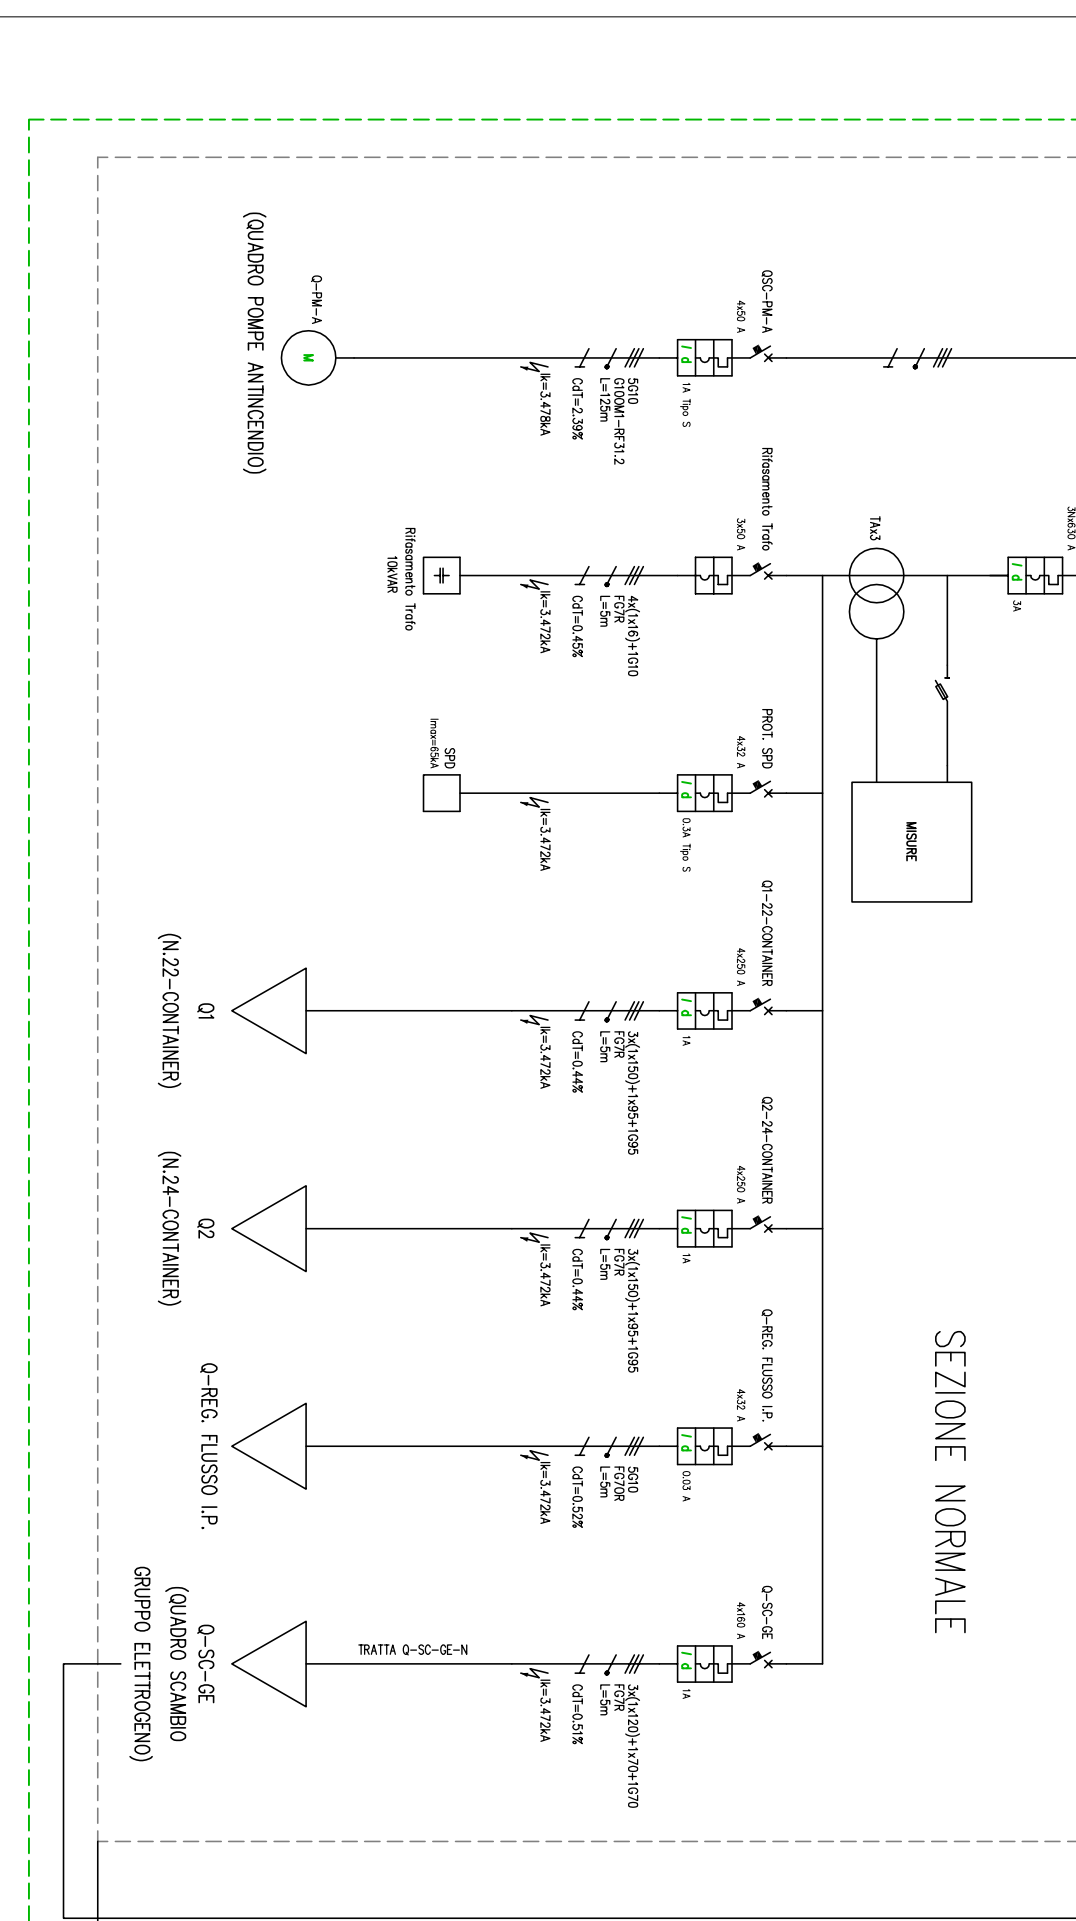 SEZIONE NORMALE
3Nx630 A
3A
TAx3
MISURE
QSC-PM-A
4x50 A
I d
1A Tipo S
5G10
G10OM1-RF31.2
L=125m
CdT=2.39%
Ik=3.478kA
Q-PM-A
M
(QUADRO POMPE ANTINCENDIO)
Rifasamento Trafo
3x50 A
4x(1x16)+1G10
FG7R
L=5m
CdT=0.45%
Ik=3.472kA
Rifasamento Trafo
10kVAR
PROT. SPD
4x32 A
I d
0.3A Tipo S
Ik=3.472kA
SPD
Imax=65kA
Q1-22-CONTAINER
4x250 A
I d
1A
3x(1x150)+1x95+1G95
FG7R
L=5m
CdT=0.44%
Ik=3.472kA
Q1
(N.22-CONTAINER)
Q2-24-CONTAINER
4x250 A
I d
1A
3x(1x150)+1x95+1G95
FG7R
L=5m
CdT=0.44%
Ik=3.472kA
Q2
(N.24-CONTAINER)
Q-REG. FLUSSO I.P.
4x32 A
I d
0.03 A
5G10
FG7OR
L=5m
CdT=0.52%
Ik=3.472kA
Q-REG. FLUSSO I.P.
Q-SC-GE
4x160 A
I d
1A
3x(1x120)+1x70+1G70
FG7R
L=5m
CdT=0.51%
Ik=3.472kA
TRATTA Q-SC-GE-N
Q-SC-GE
(QUADRO SCAMBIO
GRUPPO ELETTROGENO)
I d